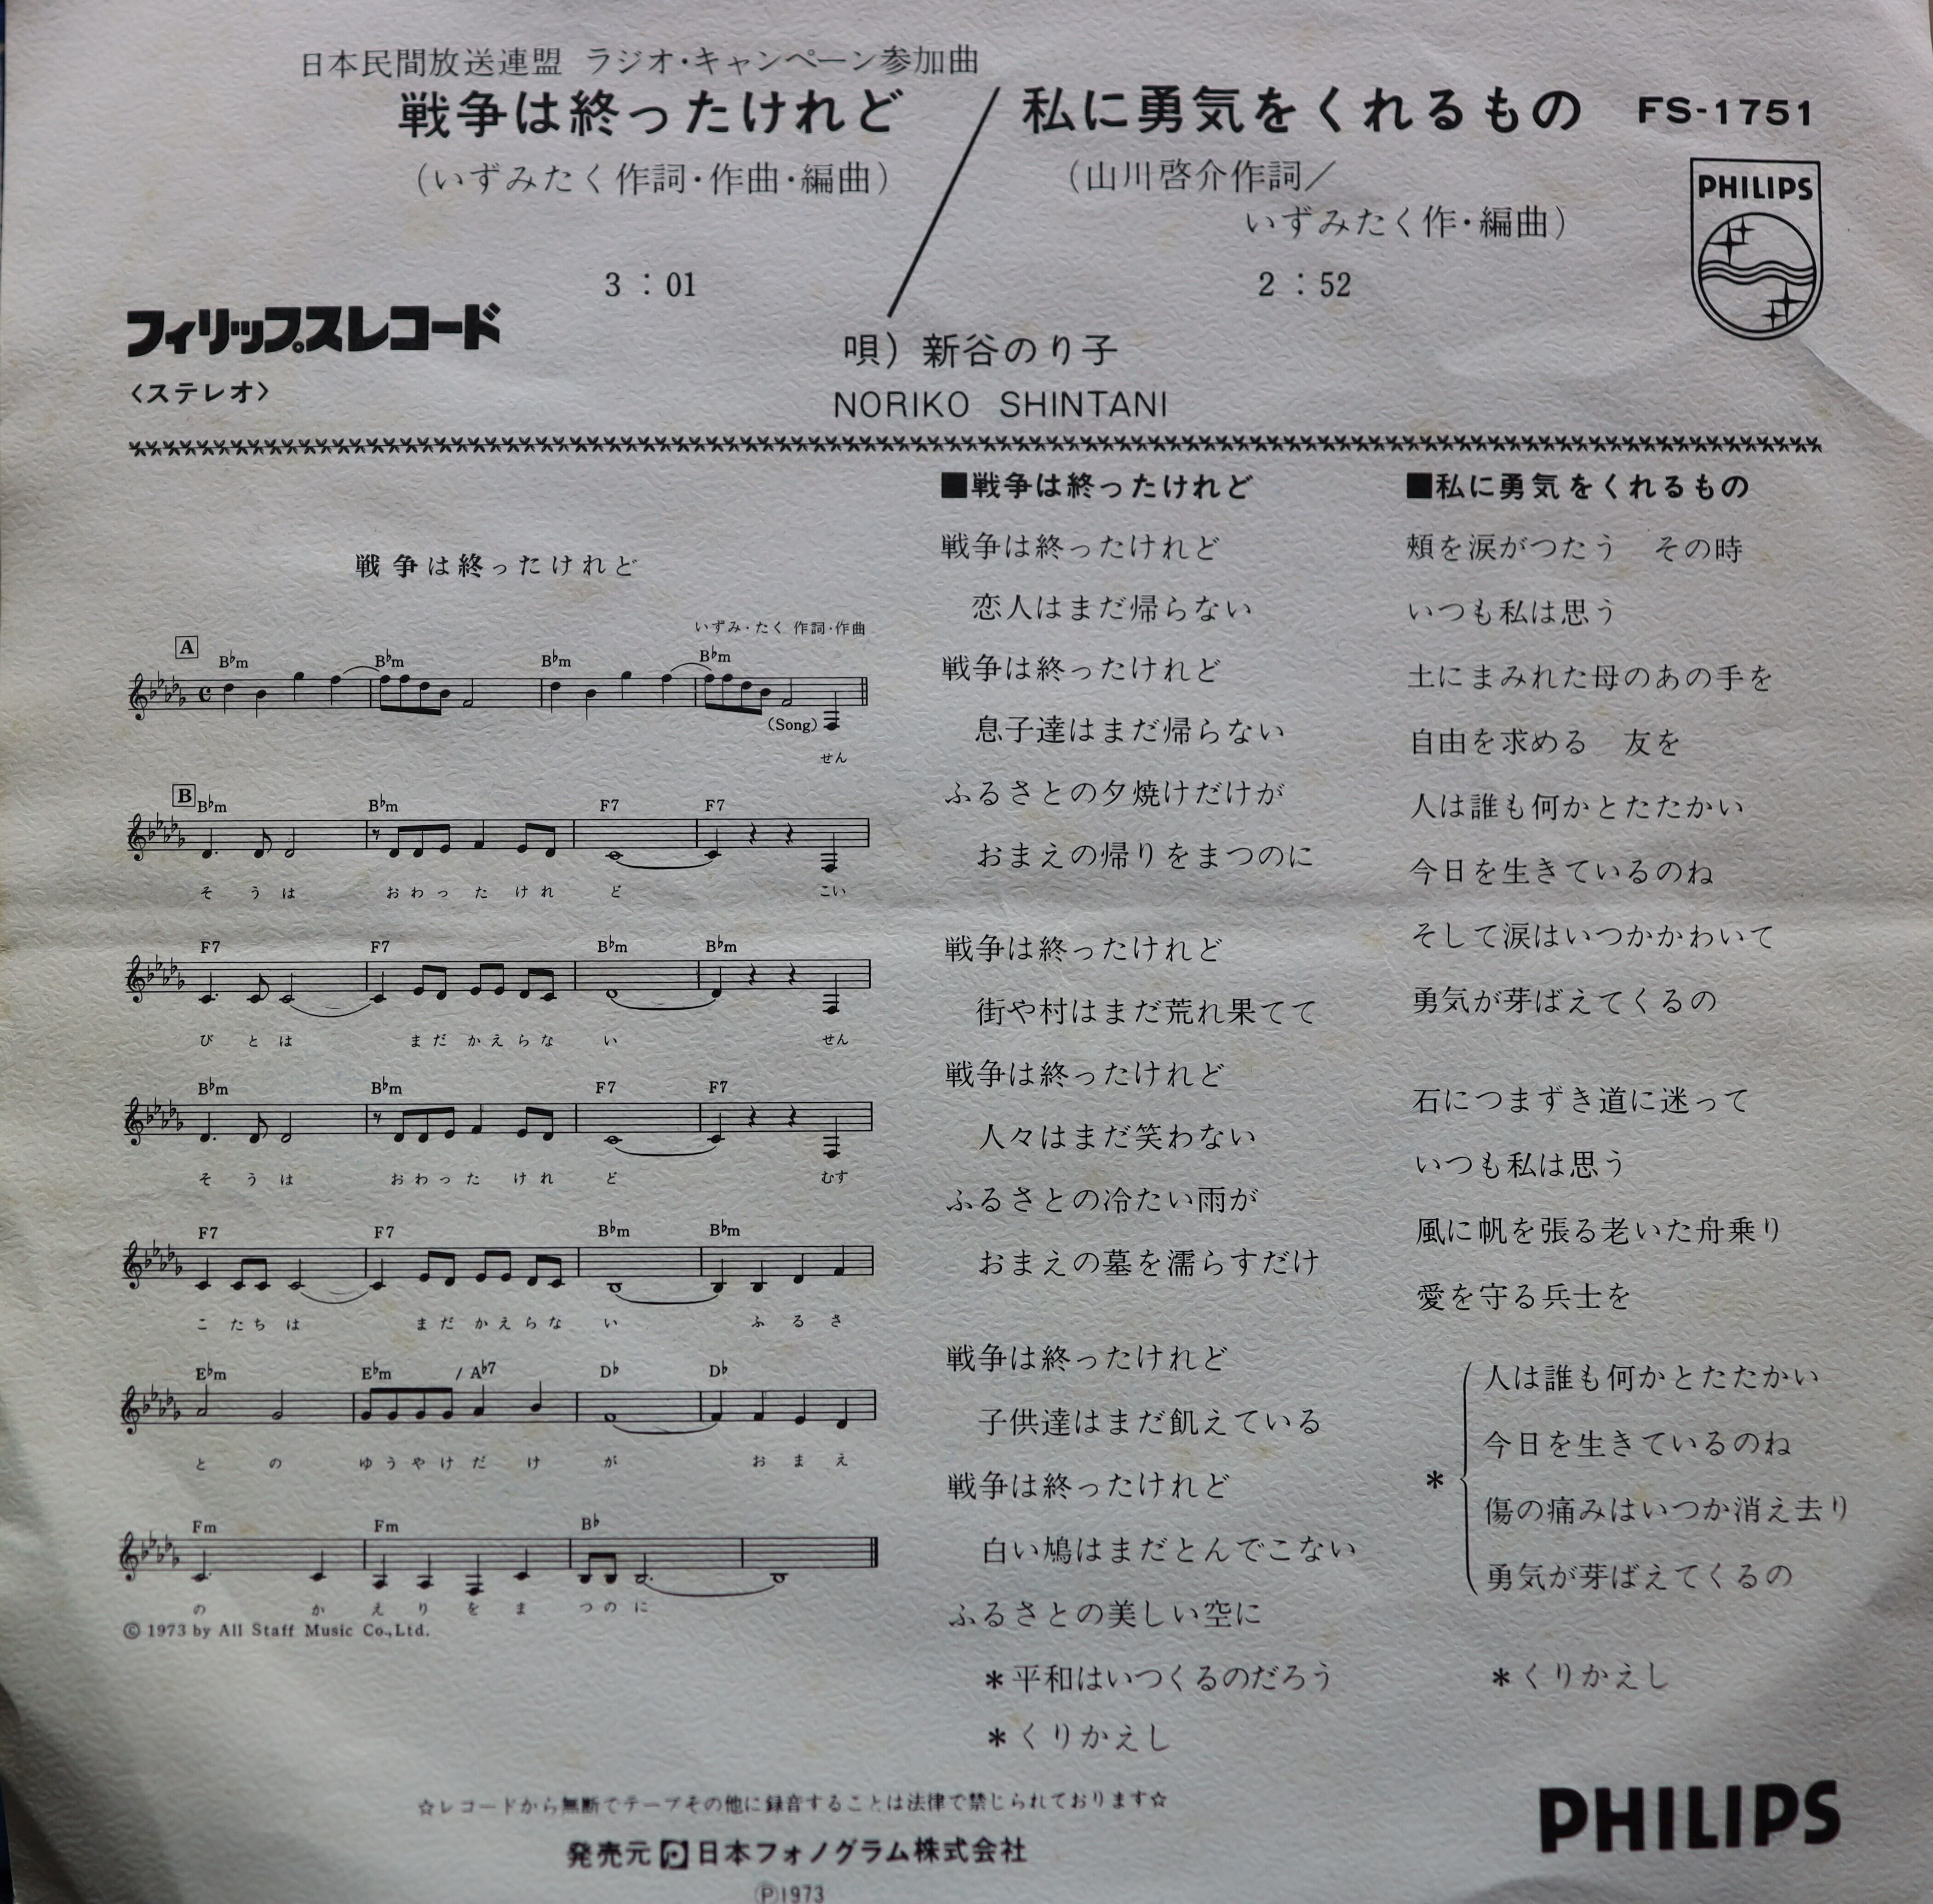 日本民間放送連盟 ラジオ・キャンペーン参加曲
戦争は終ったけれど
(いずみたく作詞・作曲・編曲)
3：01
私に勇気をくれるもの
(山川啓介作詞／
いずみたく作・編曲)
2：52
FS-1751
PHILIPS
フィリップスレコード
〈ステレオ〉
唄) 新谷のり子
NORIKO SHINTANI
戦争は終ったけれど
いずみ・たく 作詞・作曲
A
B♭m B♭m B♭m B♭m
(Song)
せん
B
B♭m B♭m F7 F7
そ う は お わ っ た け れ ど こい
F7 F7 B♭m B♭m
び と は ま だ か え ら な い せん
B♭m B♭m F7 F7
そ う は お わ っ た け れ ど むす
F7 F7 B♭m B♭m
こ た ち は ま だ か え ら な い ふ る さ
E♭m E♭m / A♭7 D♭ D♭
と の ゆ う や け だ け が お ま え
Fm Fm B♭
の か え り を ま つ の に
© 1973 by All Staff Music Co.,Ltd.
■戦争は終ったけれど
戦争は終ったけれど
恋人はまだ帰らない
戦争は終ったけれど
息子達はまだ帰らない
ふるさとの夕焼けだけが
おまえの帰りをまつのに
戦争は終ったけれど
街や村はまだ荒れ果てて
戦争は終ったけれど
人々はまだ笑わない
ふるさとの冷たい雨が
おまえの墓を濡らすだけ
戦争は終ったけれど
子供達はまだ飢えている
戦争は終ったけれど
白い鳩はまだとんでこない
ふるさとの美しい空に
＊平和はいつくるのだろう
＊くりかえし
■私に勇気をくれるもの
頬を涙がつたう その時
いつも私は思う
土にまみれた母のあの手を
自由を求める 友を
人は誰も何かとたたかい
今日を生きているのね
そして涙はいつかかわいて
勇気が芽ばえてくるの
石につまずき道に迷って
いつも私は思う
風に帆を張る老いた舟乗り
愛を守る兵士を
＊
人は誰も何かとたたかい
今日を生きているのね
傷の痛みはいつか消え去り
勇気が芽ばえてくるの
＊くりかえし
☆レコードから無断でテープその他に録音することは法律で禁じられております☆
発売元 日本フォノグラム株式会社
Ⓟ1973
PHILIPS